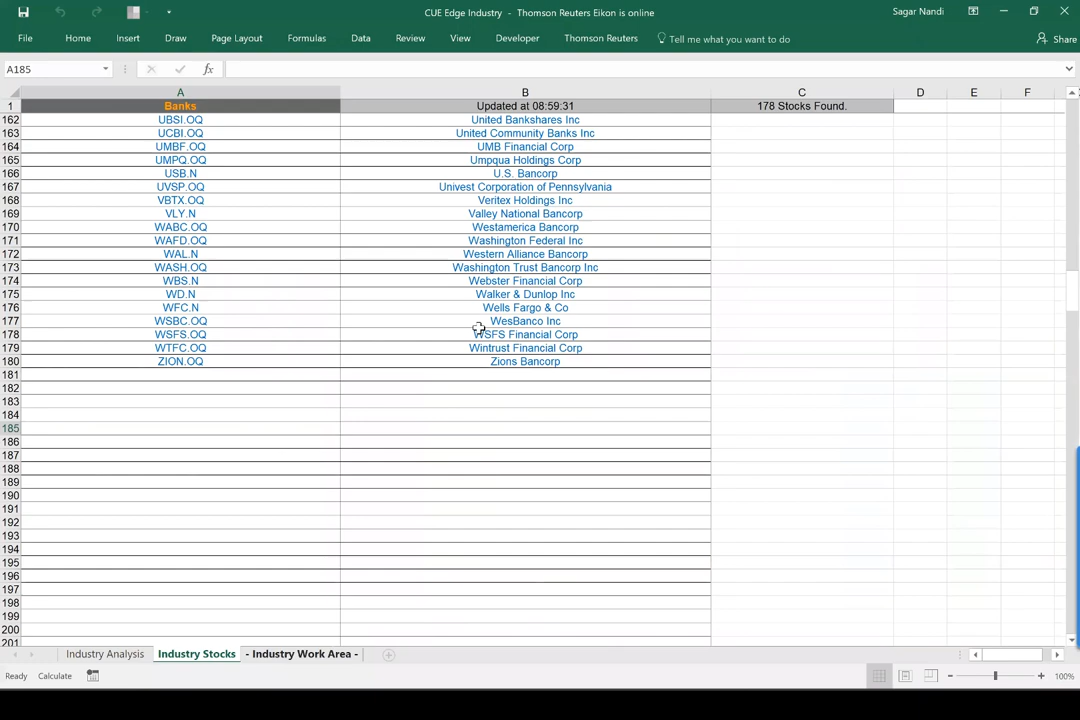 CUE Edge Industry - Thomson Reuters Eikon is online
Sagar Nandi
File Home Insert Draw Page Layout Formulas Data Review View Developer Thomson Reuters Tell me what you want to do Share
A185 fx
A B C D E F
1 Banks Updated at 08:59:31 178 Stocks Found.
162 UBSI.OQ United Bankshares Inc
163 UCBI.OQ United Community Banks Inc
164 UMBF.OQ UMB Financial Corp
165 UMPQ.OQ Umpqua Holdings Corp
166 USB.N U.S. Bancorp
167 UVSP.OQ Univest Corporation of Pennsylvania
168 VBTX.OQ Veritex Holdings Inc
169 VLY.N Valley National Bancorp
170 WABC.OQ Westamerica Bancorp
171 WAFD.OQ Washington Federal Inc
172 WAL.N Western Alliance Bancorp
173 WASH.OQ Washington Trust Bancorp Inc
174 WBS.N Webster Financial Corp
175 WD.N Walker & Dunlop Inc
176 WFC.N Wells Fargo & Co
177 WSBC.OQ WesBanco Inc
178 WSFS.OQ WSFS Financial Corp
179 WTFC.OQ Wintrust Financial Corp
180 ZION.OQ Zions Bancorp
181
182
183
184
185
186
187
188
189
190
191
192
193
194
195
196
197
198
199
200
201
Industry Analysis Industry Stocks - Industry Work Area -
Ready Calculate 100%